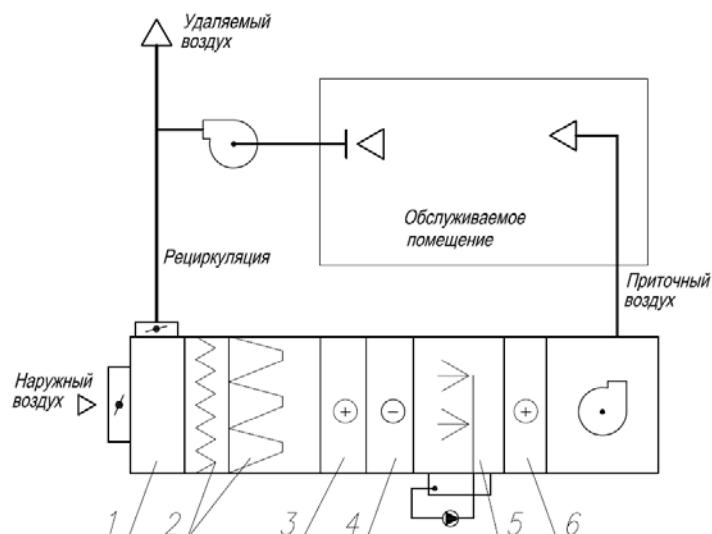 Удаляемый
воздух
Обслуживаемое
помещение
Рециркуляция
Приточный
воздух
Наружный
воздух
1 2 3 4 5 6